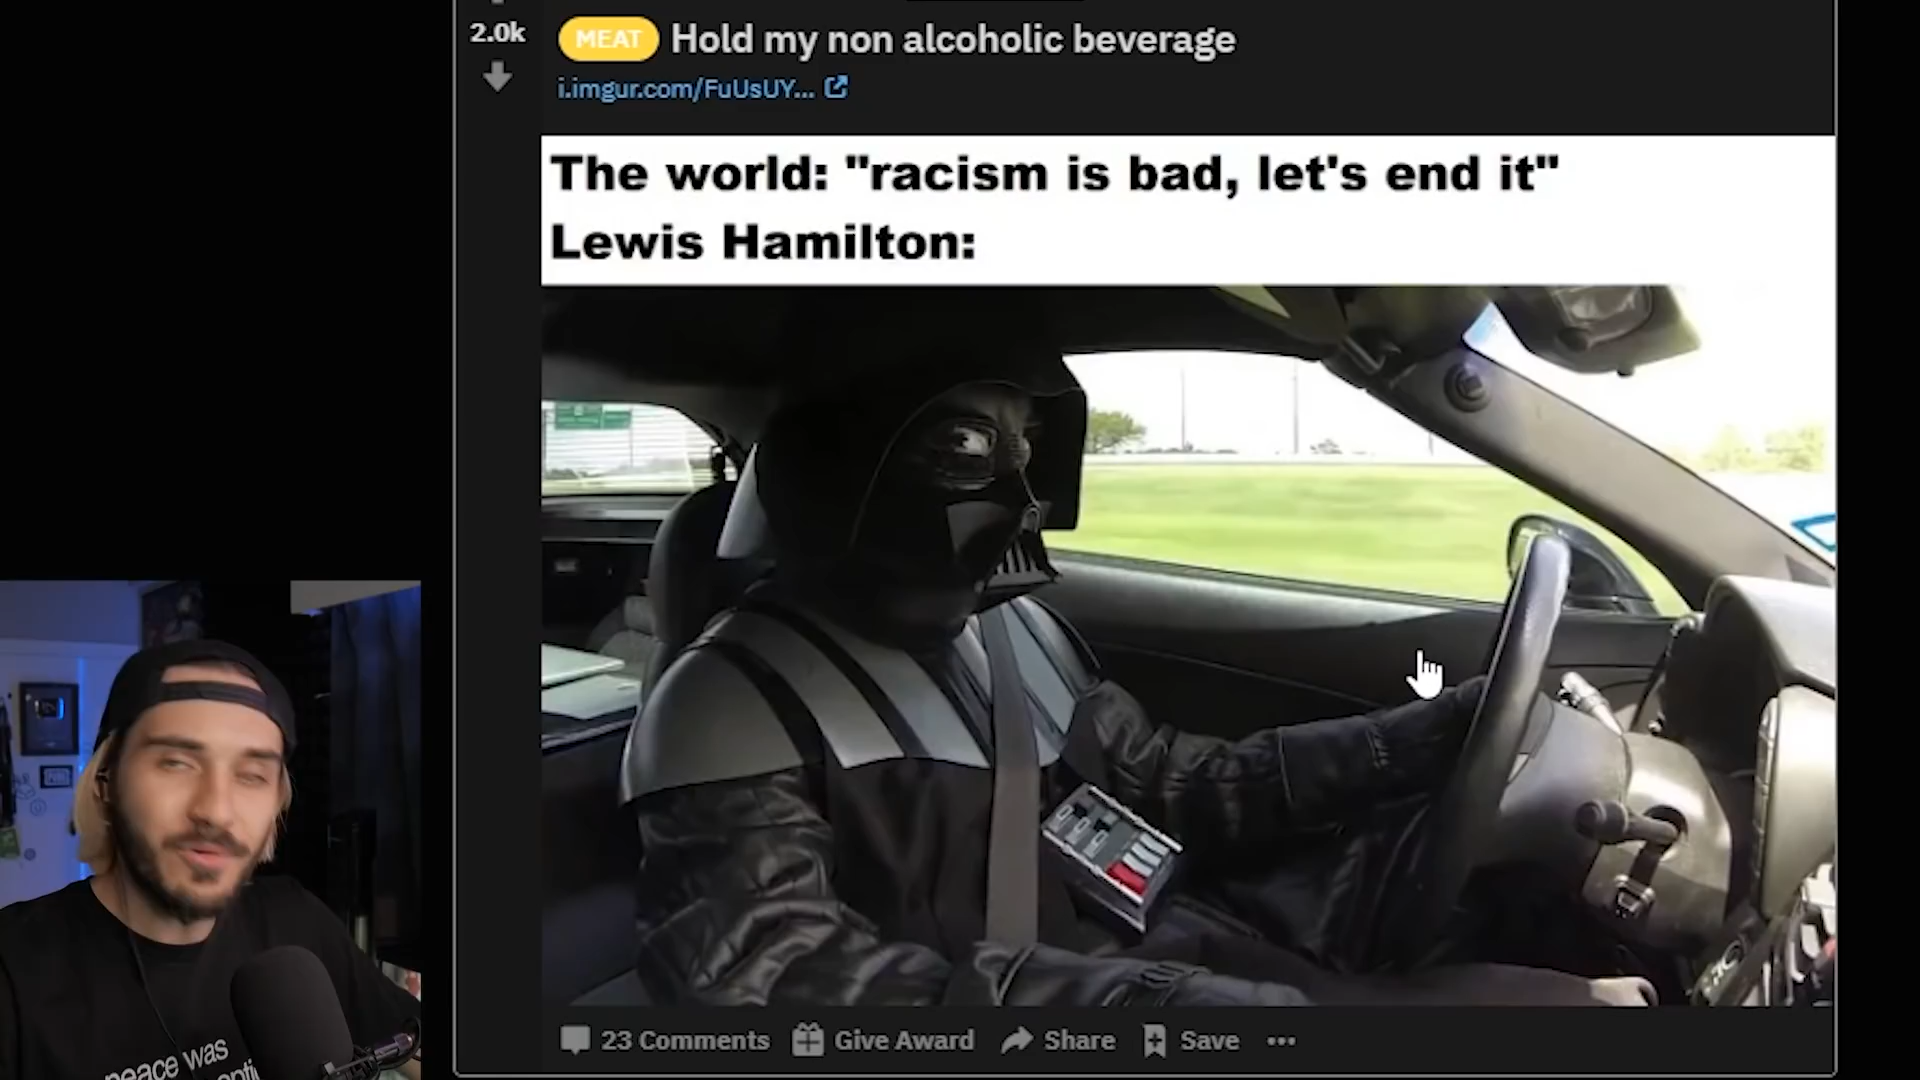 2.0k
MEAT Hold my non alcoholic beverage
i.imgur.com/FuUsUY...
The world: "racism is bad, let's end it"
Lewis Hamilton:
23 Comments Give Award Share Save
peace was